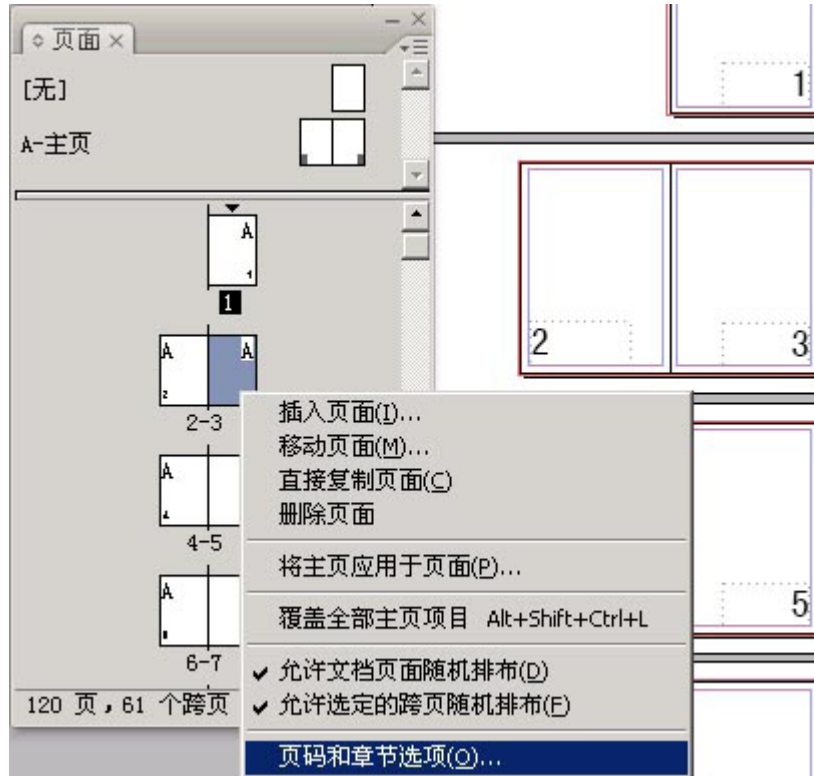 页面
[无]
A-主页
A
1
1
A
A
2
2-3
A
4
4-5
A
6-7
120 页，61 个跨页
插入页面(I)...
移动页面(M)...
直接复制页面(C)
删除页面
将主页应用于页面(P)...
覆盖全部主页项目 Alt+Shift+Ctrl+L
允许文档页面随机排布(D)
允许选定的跨页随机排布(F)
页码和章节选项(O)...
1
2
3
5